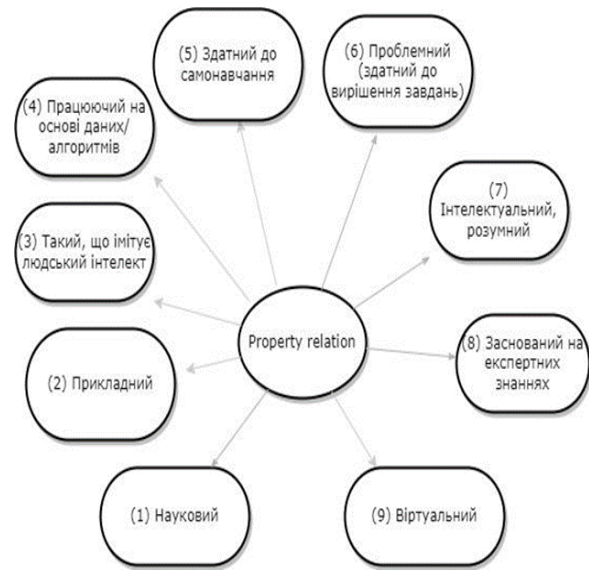 (5) Здатний до
самонавчання
(6) Проблемний
(здатний до
вирішення завдань)
(4) Працюючий на
основі даних/
алгоритмів
(7)
Інтелектуальний,
розумний
(3) Такий, що імітує
людський інтелект
Property relation
(8) Заснований на
експертних
знаннях
(2) Прикладний
(1) Науковий
(9) Віртуальний